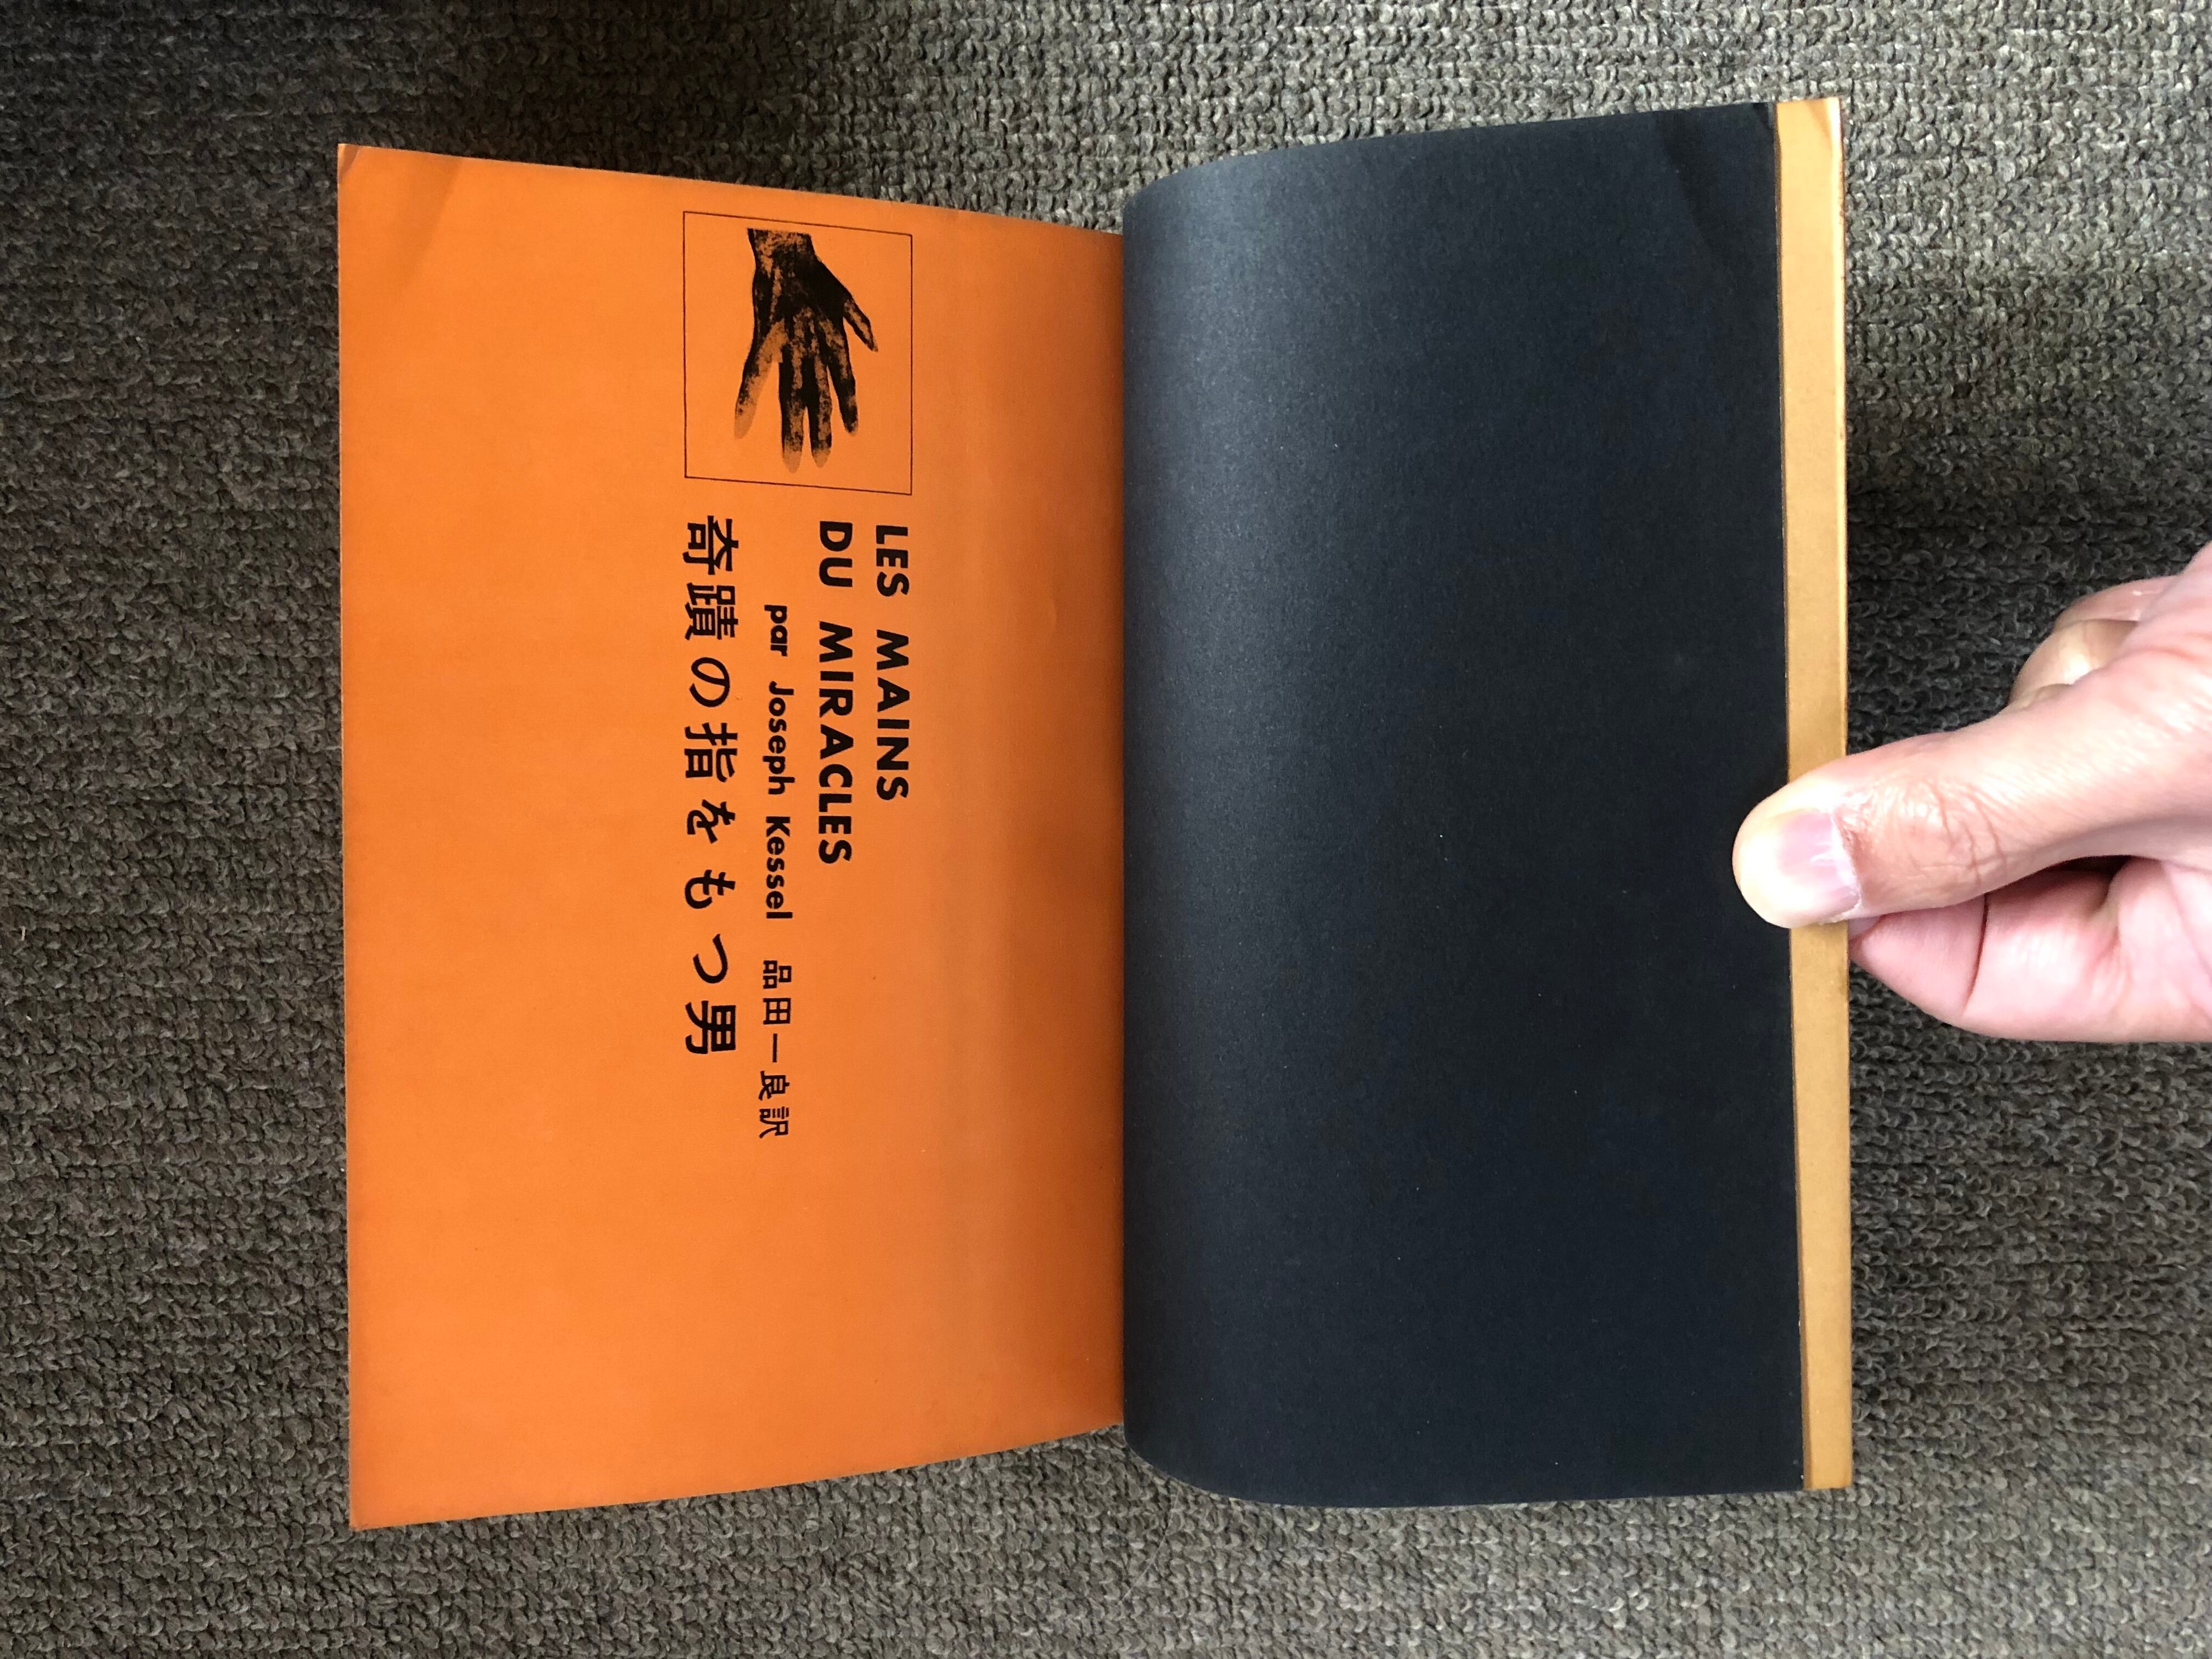 LES MAINS
DU MIRACLES
par Joseph Kessel 品田一良訳
奇蹟の指をもつ男